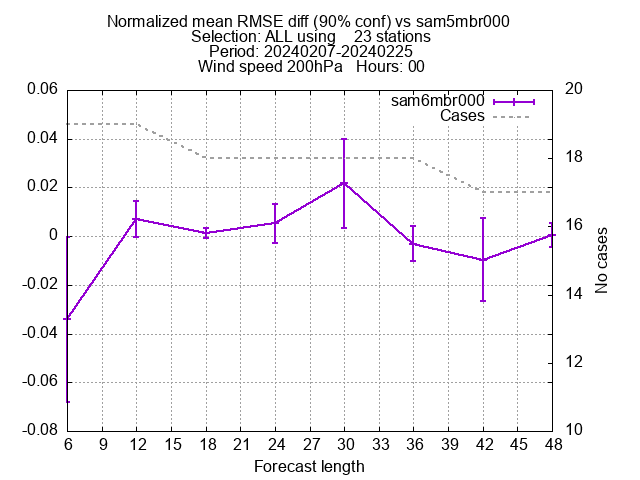 Normalized mean RMSE diff (90% conf) vs sam5mbr000
Selection: ALL using    23 stations
Period: 20240207-20240225
Wind speed 200hPa   Hours: 00
sam6mbr000
Cases
0.06
0.04
0.02
0
-0.02
-0.04
-0.06
-0.08
20
18
16
14
12
10
No cases
6 9 12 15 18 21 24 27 30 33 36 39 42 45 48
Forecast length